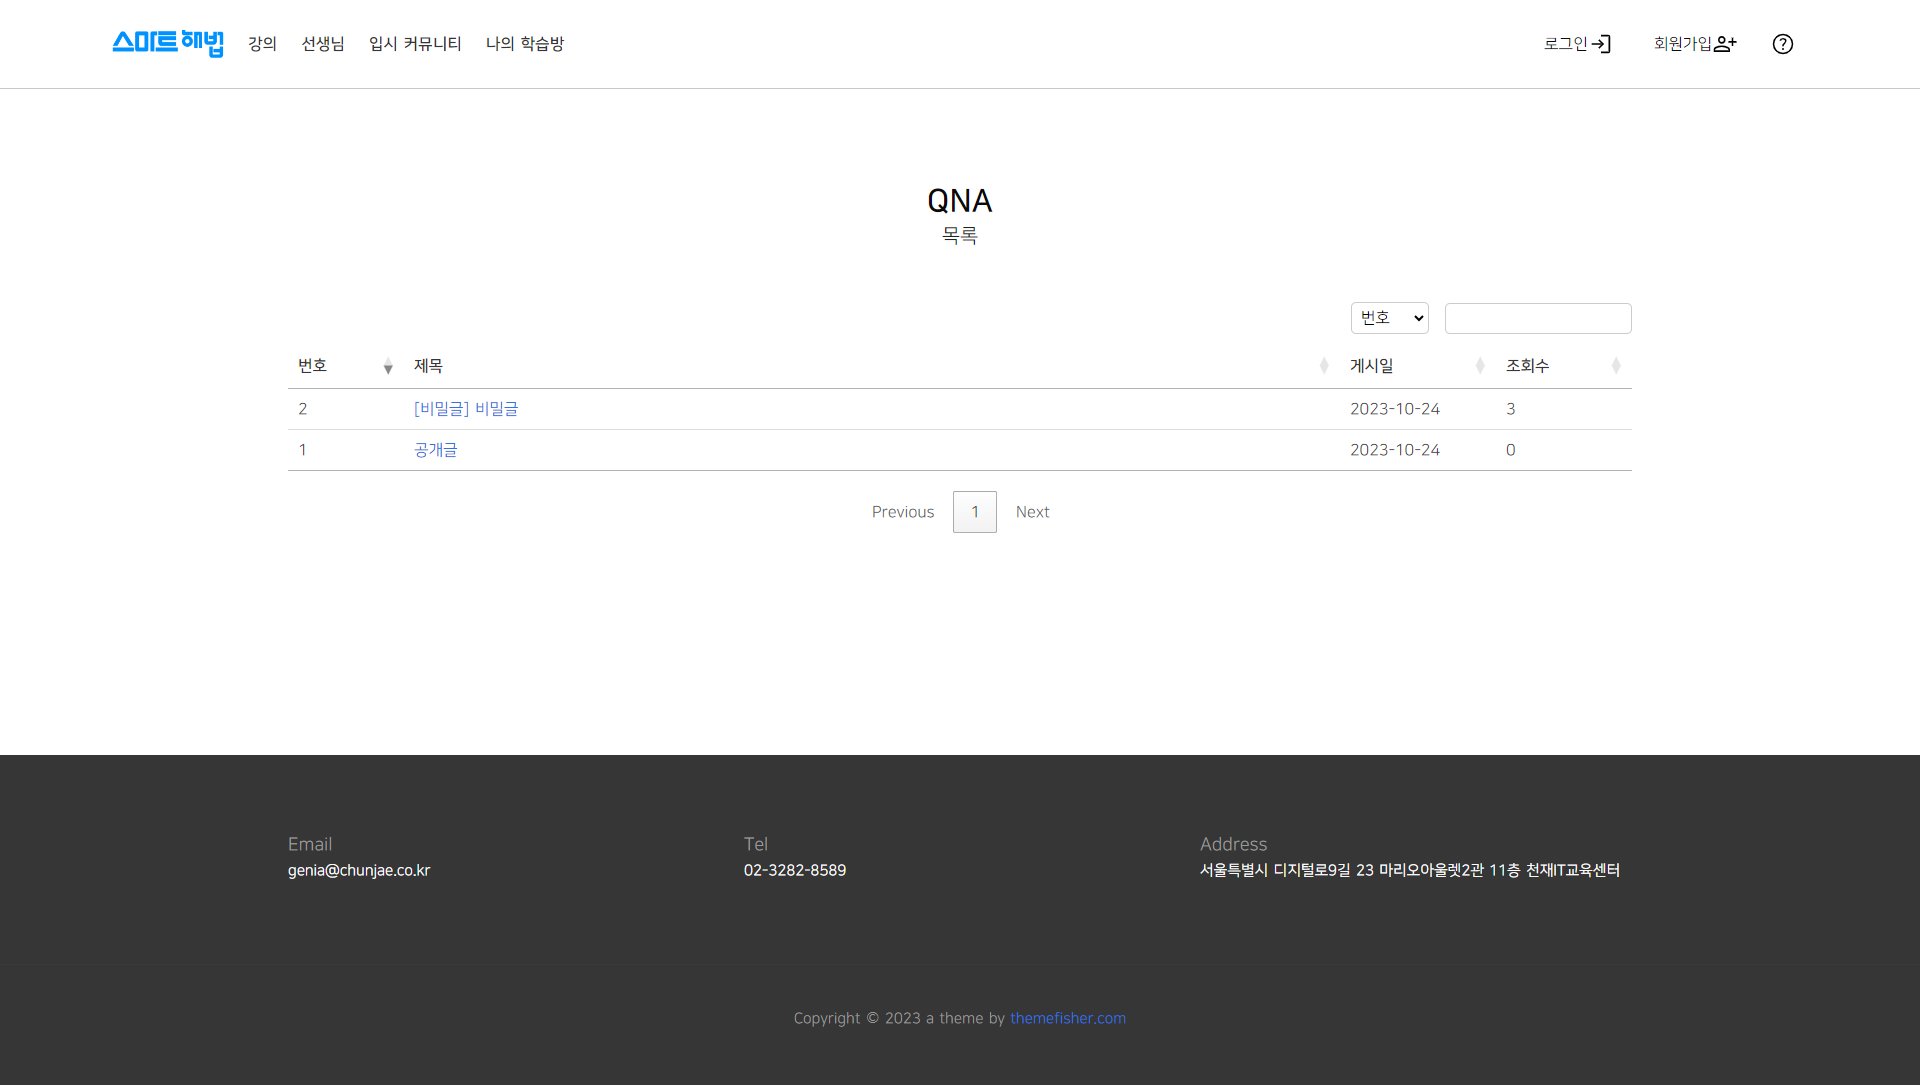 스마트 해법 강의 선생님 입시 커뮤니티 나의 학습방 로그인 회원가입
QNA
목록
번호
번호 제목 게시일 조회수
2 [비밀글] 비밀글 2023-10-24 3
1 공개글 2023-10-24 0
Previous 1 Next
Email Tel Address
genia@chunjae.co.kr 02-3282-8589 서울특별시 디지털로9길 23 마리오아울렛2관 11층 천재IT교육센터
Copyright © 2023 a theme by themefisher.com